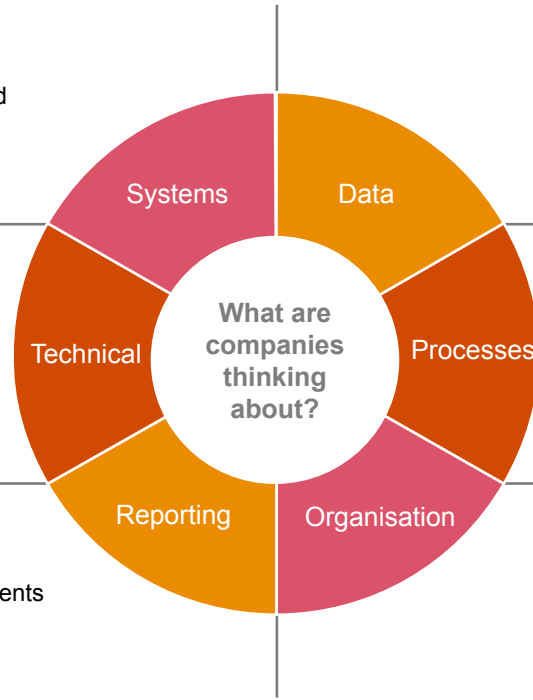 Systems
Data
What are
companies
thinking
about?
Technical
Processes
Reporting
Organisation